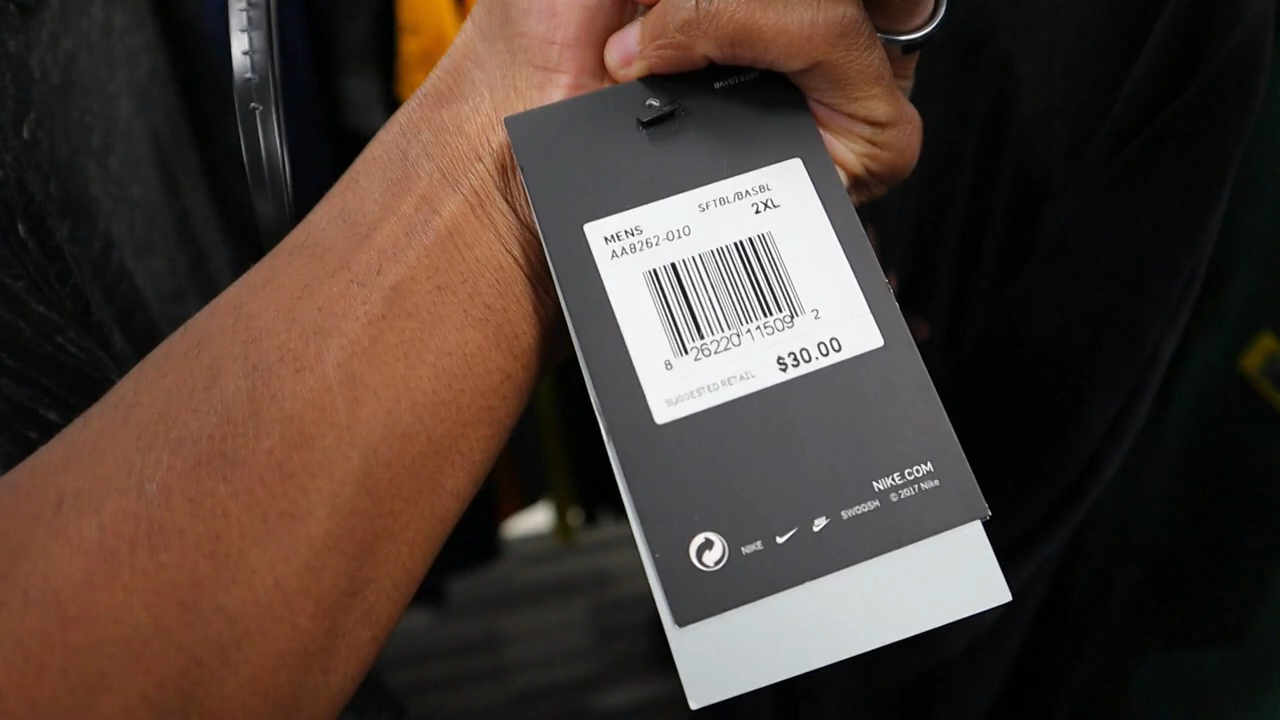 SFTBL/BASBL
2XL
MENS
AA8262-010
8 26220 11509 2
SUGGESTED RETAIL $30.00
NIKE.COM
NIKE SWOOSH © 2017 Nike